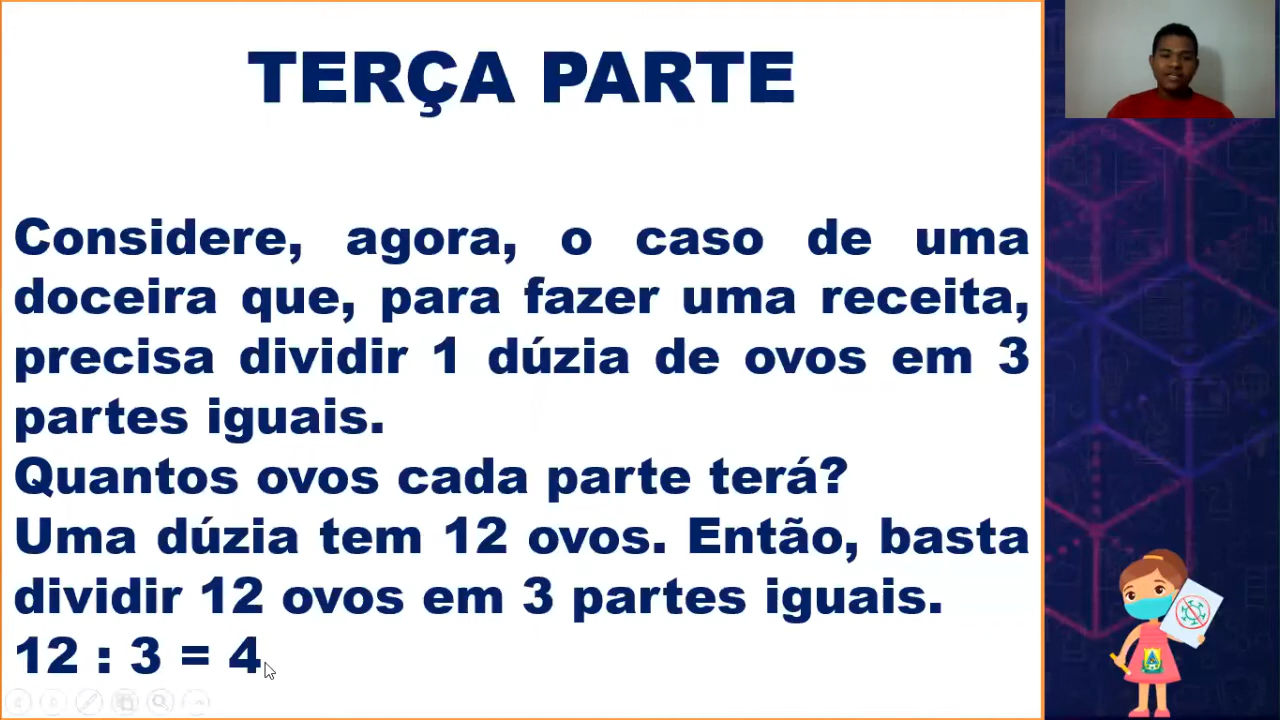 TERÇA PARTE
Considere, agora, o caso de uma
doceira que, para fazer uma receita,
precisa dividir 1 dúzia de ovos em 3
partes iguais.
Quantos ovos cada parte terá?
Uma dúzia tem 12 ovos. Então, basta
dividir 12 ovos em 3 partes iguais.
12 : 3 = 4